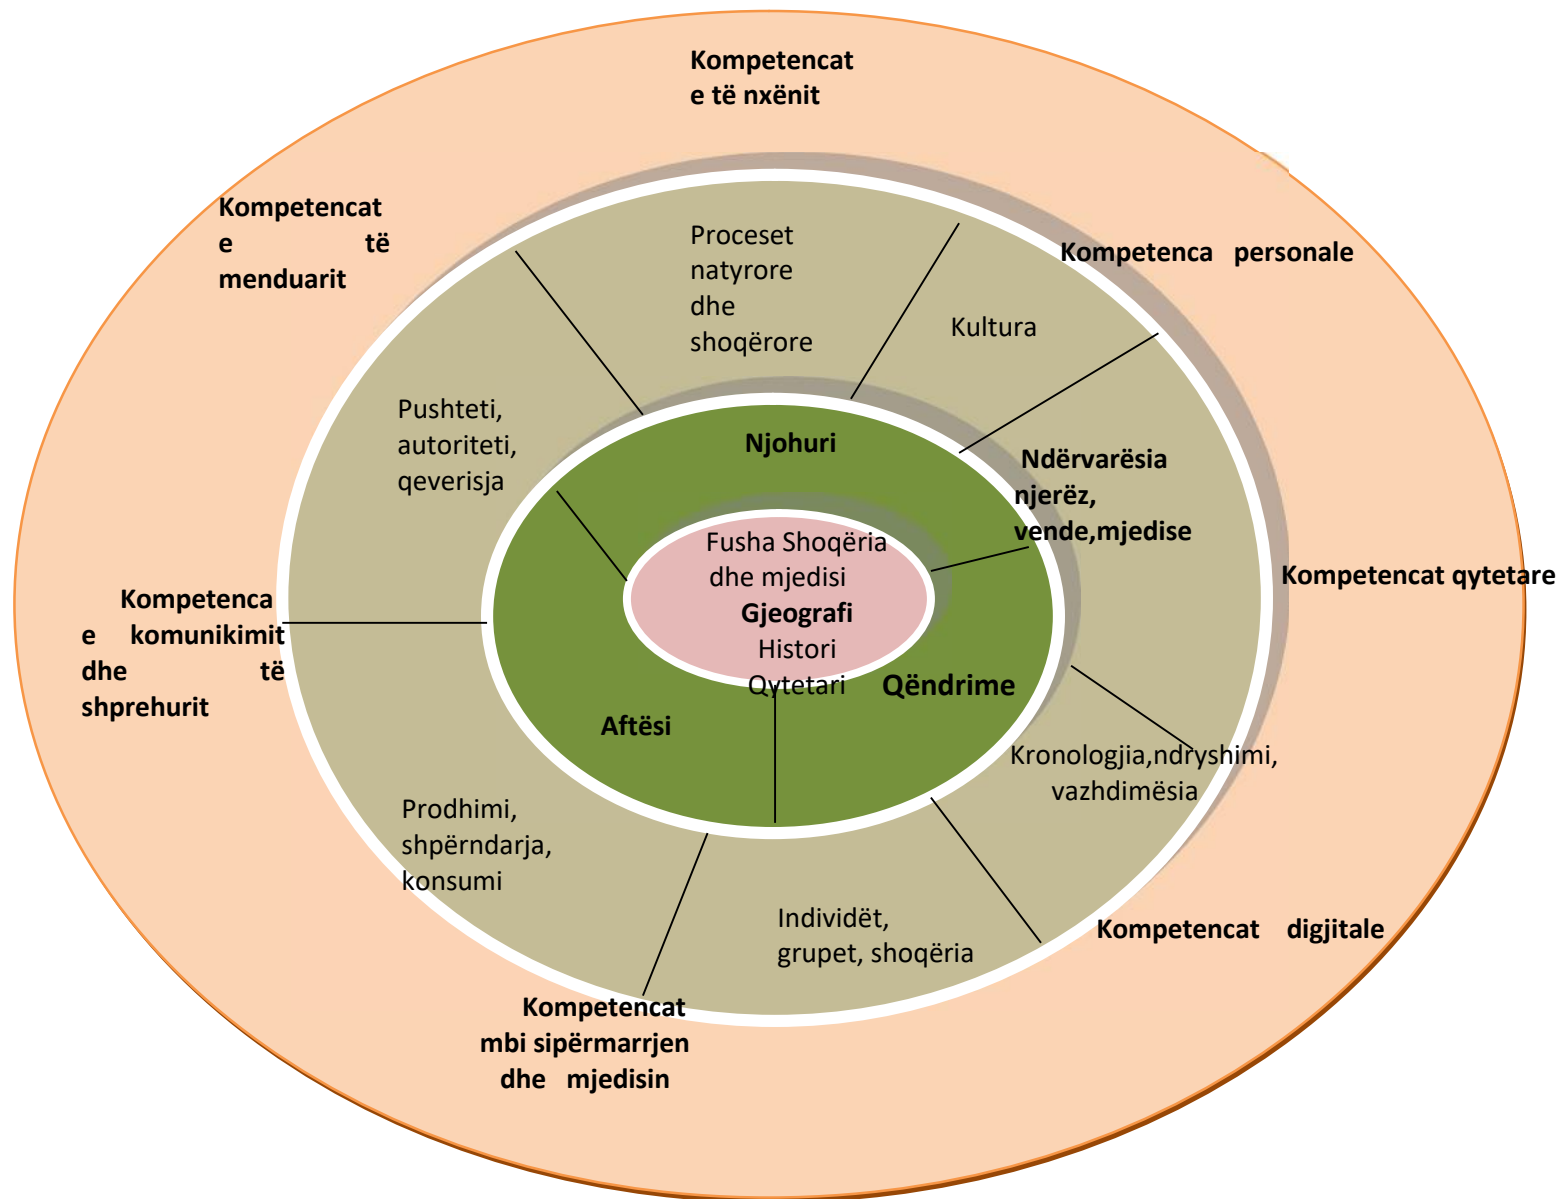 Kompetencat
e të nxënit
Kompetencat
e të
menduarit
Kompetenca personale
Proceset
natyrore
dhe
shoqërore
Kultura
Pushteti,
autoriteti,
qeverisja
Njohuri
Ndërvarësia
njerëz,
vende,mjedise
Fusha Shoqëria
dhe mjedisi
Gjeografi
Histori
Qytetari
Kompetencat qytetare
Kompetenca
e komunikimit
dhe të
shprehurit
Qëndrime
Aftësi
Kronologjia,ndryshimi,
vazhdimësia
Prodhimi,
shpërndarja,
konsumi
Individët,
grupet, shoqëria
Kompetencat digjitale
Kompetencat
mbi sipërmarrjen
dhe mjedisin